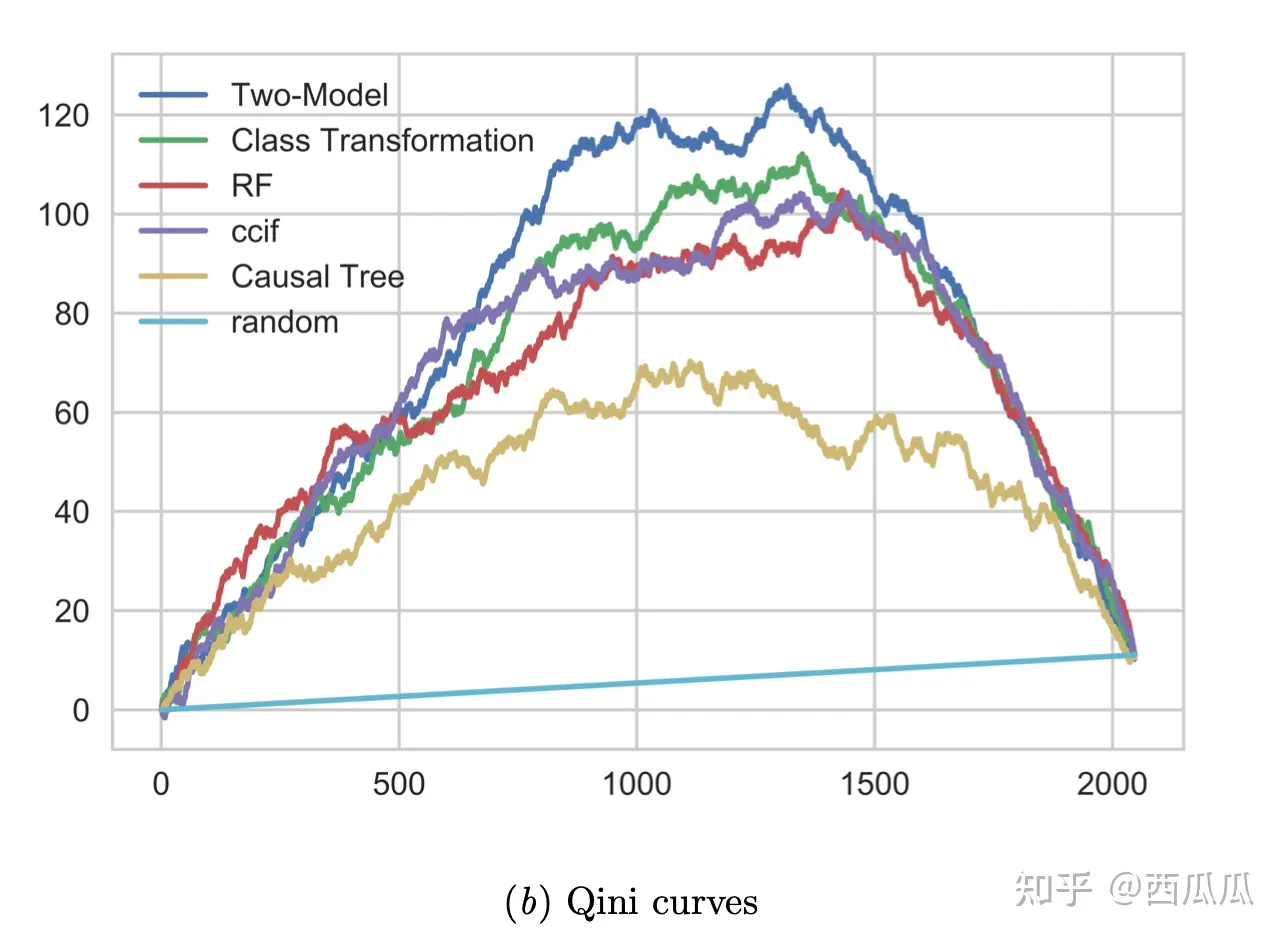 120
100
80
60
40
20
0
Two-Model
Class Transformation
RF
ccif
Causal Tree
random
0 500 1000 1500 2000
(b) Qini curves
知乎 @西瓜瓜